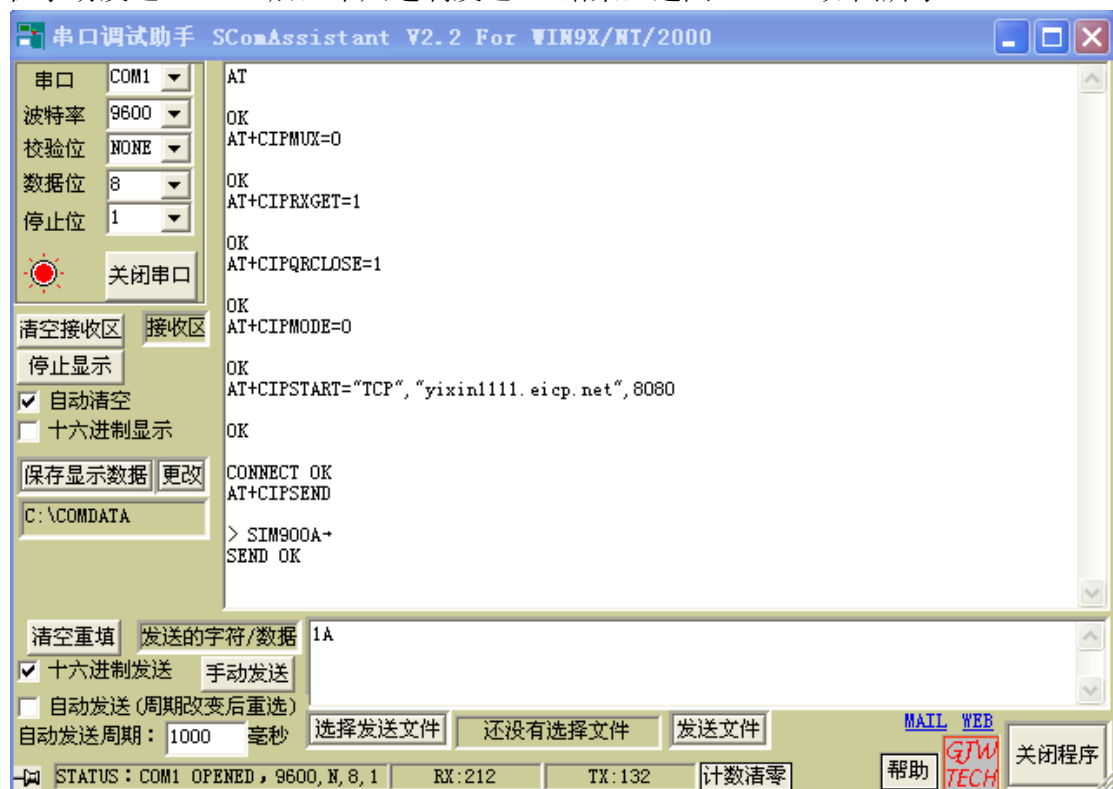 串口调试助手 SComAssistant V2.2 For WIN9X/NT/2000
串口 COM1
波特率 9600
校验位 NONE
数据位 8
停止位 1
关闭串口
清空接收区 接收区
停止显示
自动清空
十六进制显示
保存显示数据 更改
C:\COMDATA
AT
OK
AT+CIPMUX=0
OK
AT+CIPRXGET=1
OK
AT+CIPQRCLOSE=1
OK
AT+CIPMODE=0
OK
AT+CIPSTART="TCP","yixin1111.eicp.net",8080
OK
CONNECT OK
AT+CIPSEND
> SIM900A→
SEND OK
清空重填 发送的字符/数据 1A
十六进制发送 手动发送
自动发送(周期改变后重选)
自动发送周期: 1000 毫秒 选择发送文件 还没有选择文件 发送文件
MAIL WEB
帮助 GJW TECH 关闭程序
STATUS:COM1 OPENED,9600,N,8,1 RX:212 TX:132 计数清零